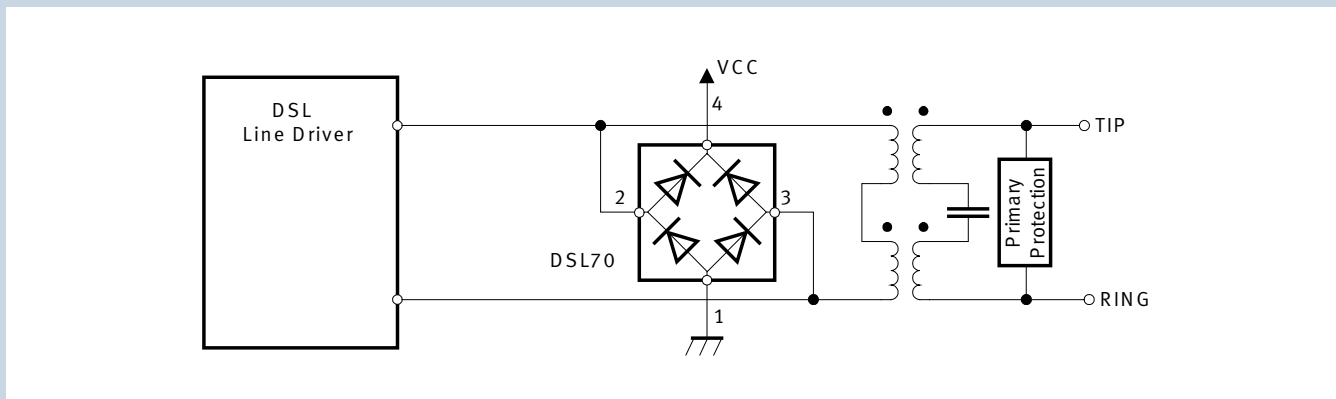 VCC
4
DSL
Line Driver
TIP
2
3
Primary
Protection
DSL70
RING
1